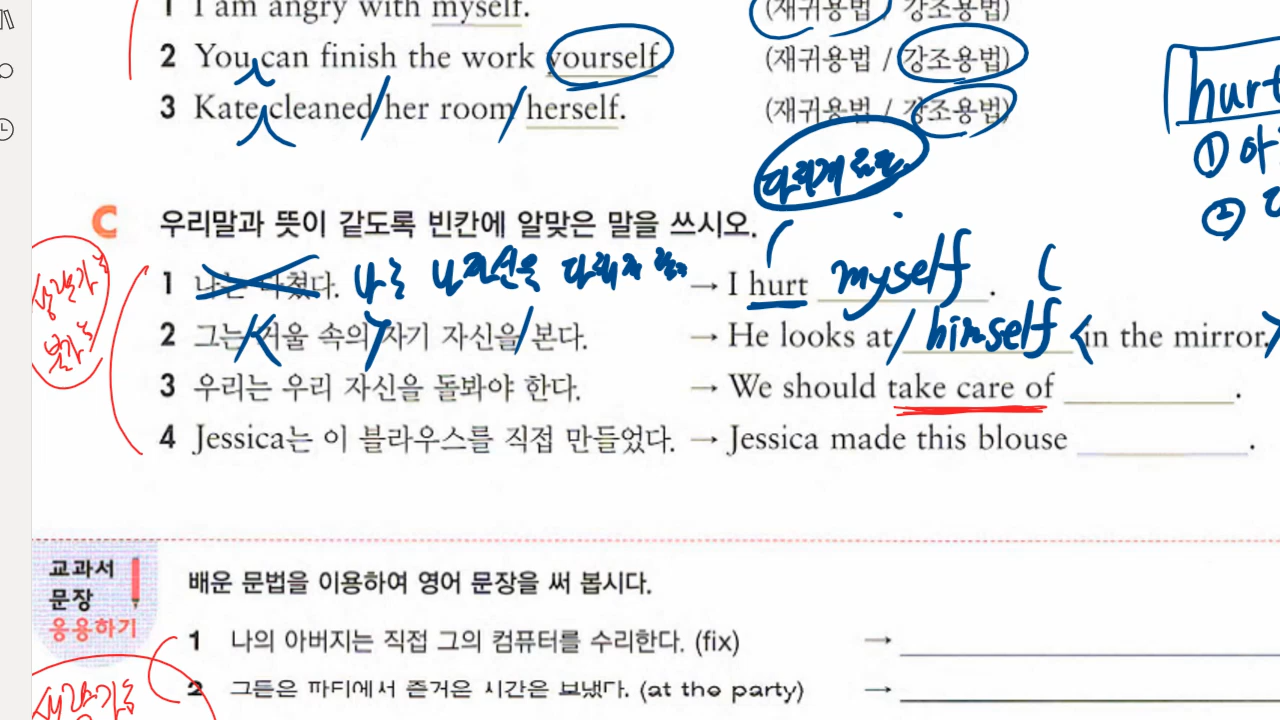 1 I am angry with myself. (재귀용법 / 강조용법)
2 You can finish the work yourself. (재귀용법 / 강조용법)
3 Kate cleaned her room herself. (재귀용법 / 강조용법)
hurt
①
②
다치게
C 우리말과 뜻이 같도록 빈칸에 알맞은 말을 쓰시오.
1 나는 다쳤다. 나는 나 자신을 다치게 → I hurt myself.
2 그는 거울 속의 자기 자신을 본다. → He looks at himself in the mirror.
3 우리는 우리 자신을 돌봐야 한다. → We should take care of ____.
4 Jessica는 이 블라우스를 직접 만들었다. → Jessica made this blouse ____.
교과서
문장
응용하기
배운 문법을 이용하여 영어 문장을 써 봅시다.
1 나의 아버지는 직접 그의 컴퓨터를 수리한다. (fix) →
2 그들은 파티에서 즐거운 시간은 보냈다. (at the party) →